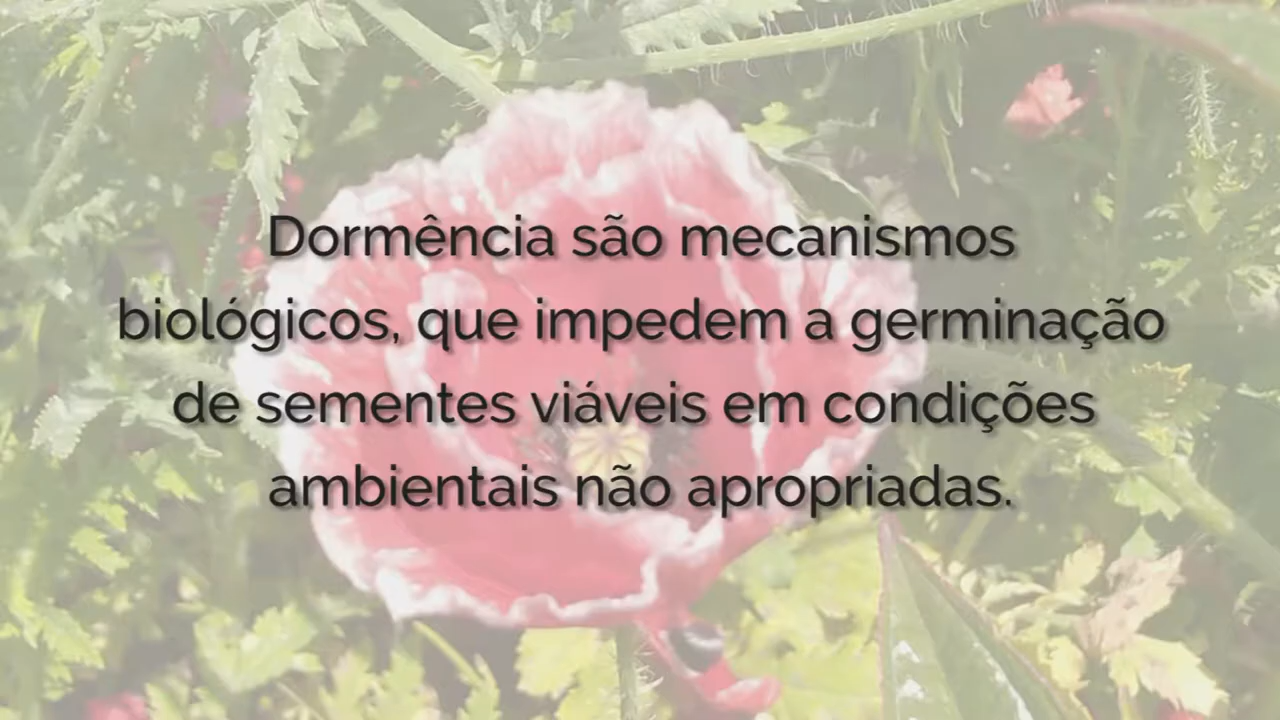 Dormência são mecanismos
biológicos, que impedem a germinação
de sementes viáveis em condições
ambientais não apropriadas.